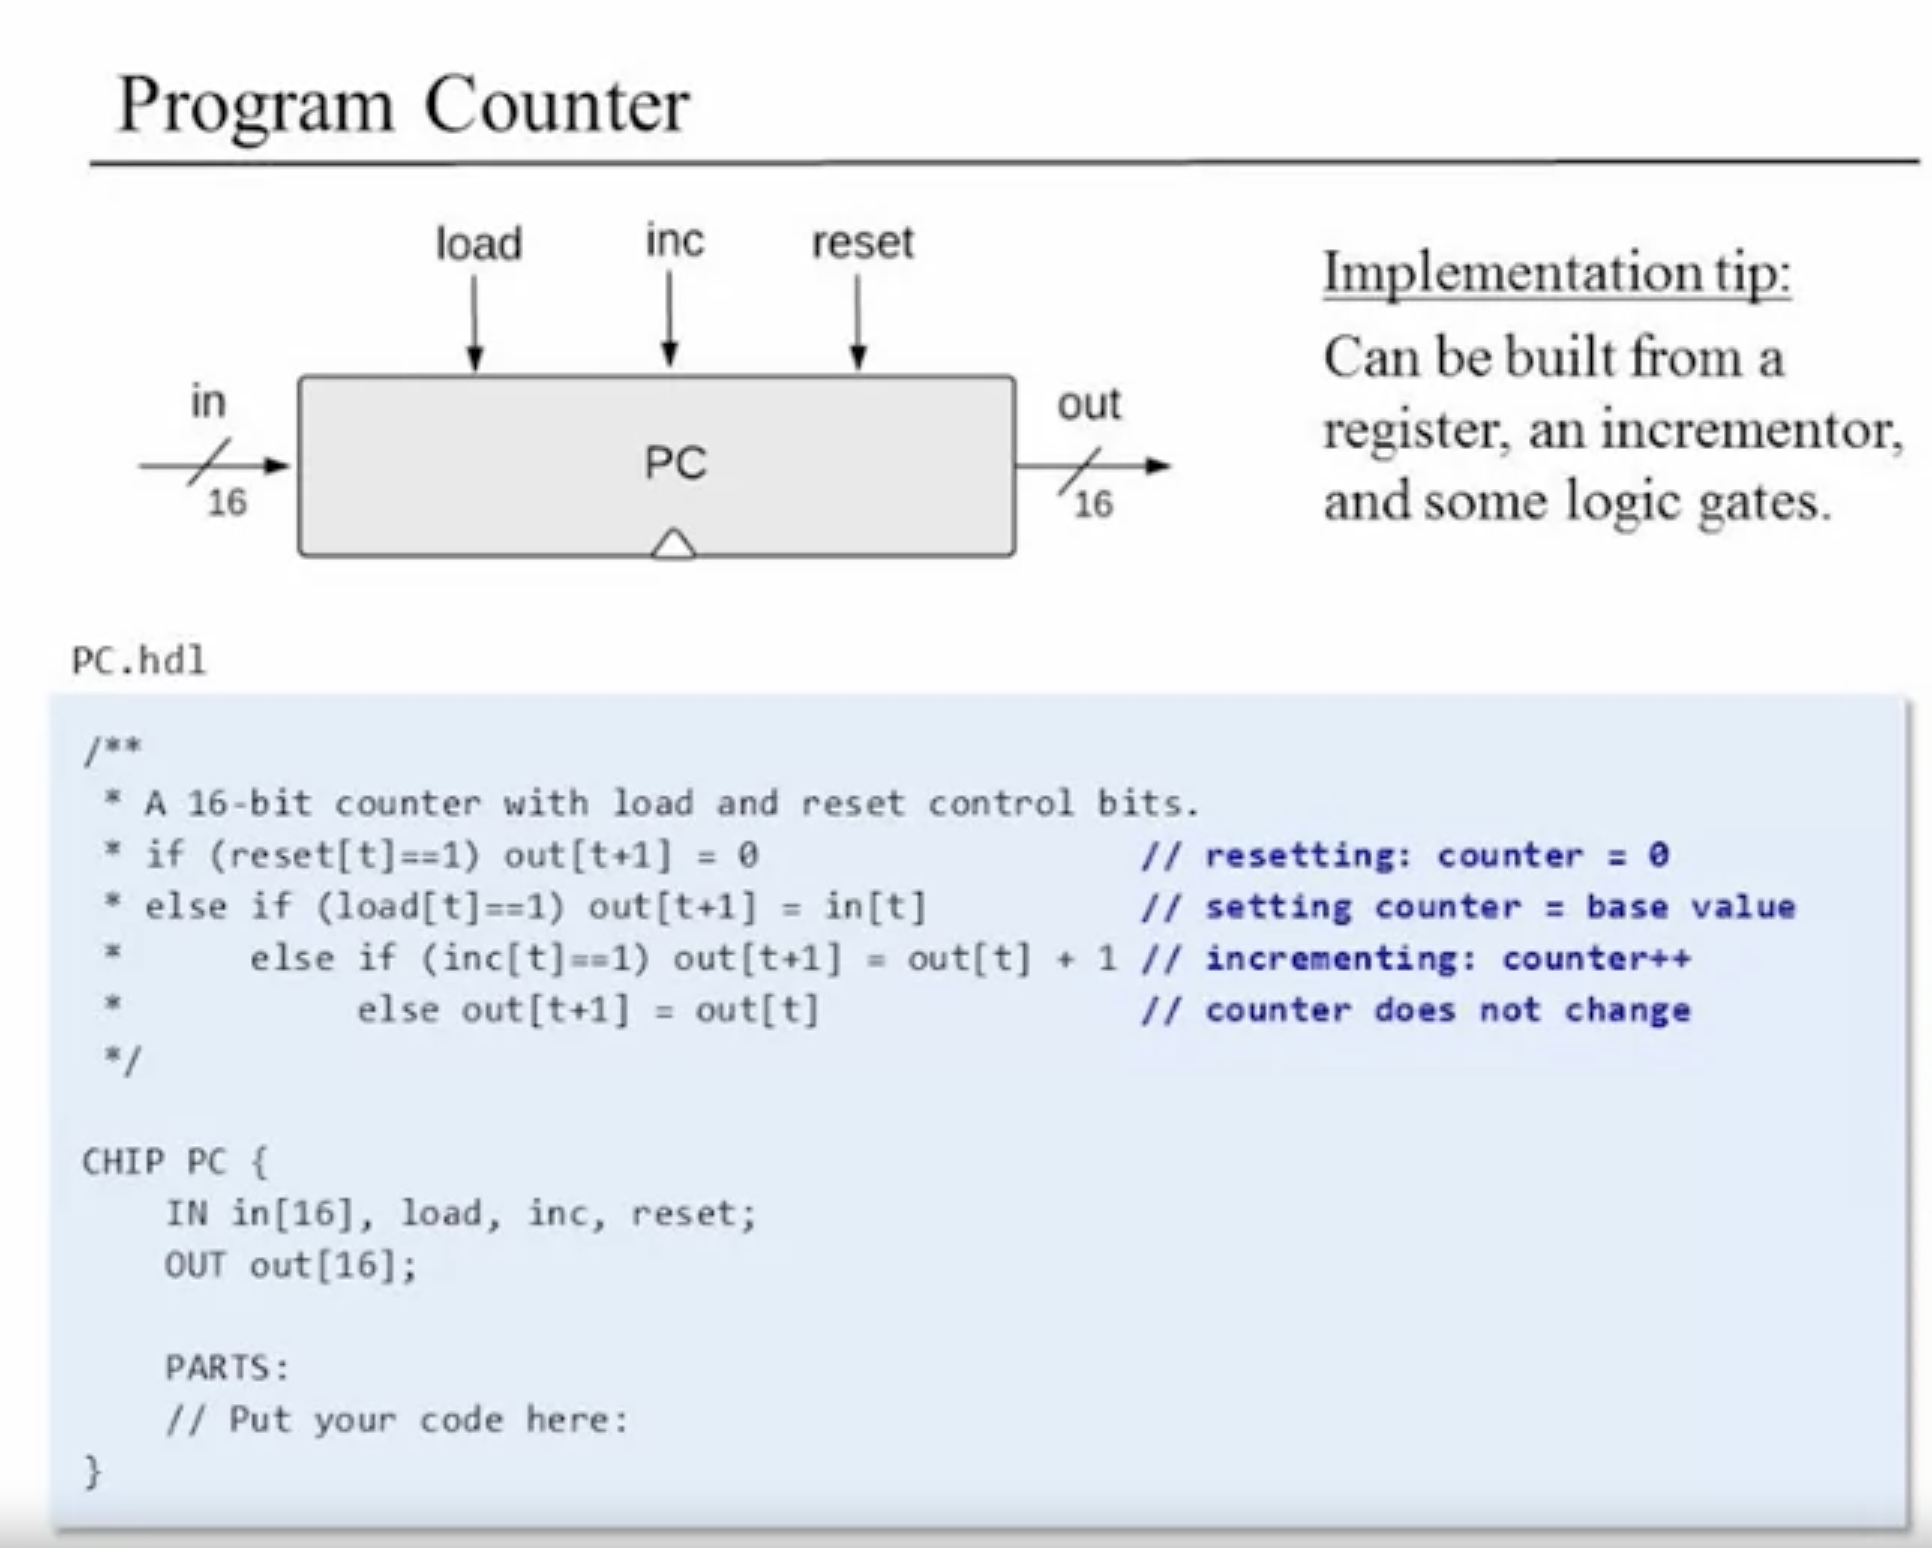 Program Counter
load inc reset
in
out
PC
16
16
Implementation tip:
Can be built from a
register, an incrementor,
and some logic gates.
PC.hdl
/**
 * A 16-bit counter with load and reset control bits.
 * if (reset[t]==1) out[t+1] = 0 // resetting: counter = 0
 * else if (load[t]==1) out[t+1] = in[t] // setting counter = base value
 *      else if (inc[t]==1) out[t+1] = out[t] + 1 // incrementing: counter++
 *           else out[t+1] = out[t] // counter does not change
 */
CHIP PC {
    IN in[16], load, inc, reset;
    OUT out[16];
    PARTS:
    // Put your code here:
}